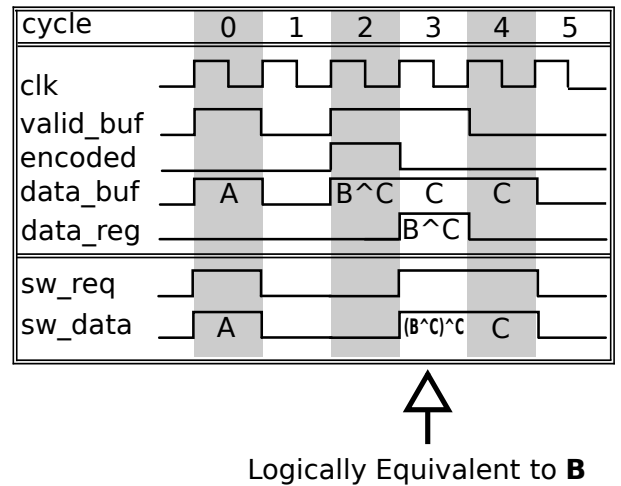 cycle 0 1 2 3 4 5
clk
valid_buf
encoded
data_buf A B^C C C
data_reg B^C
sw_req
sw_data A (B^C)^C C
Logically Equivalent to B